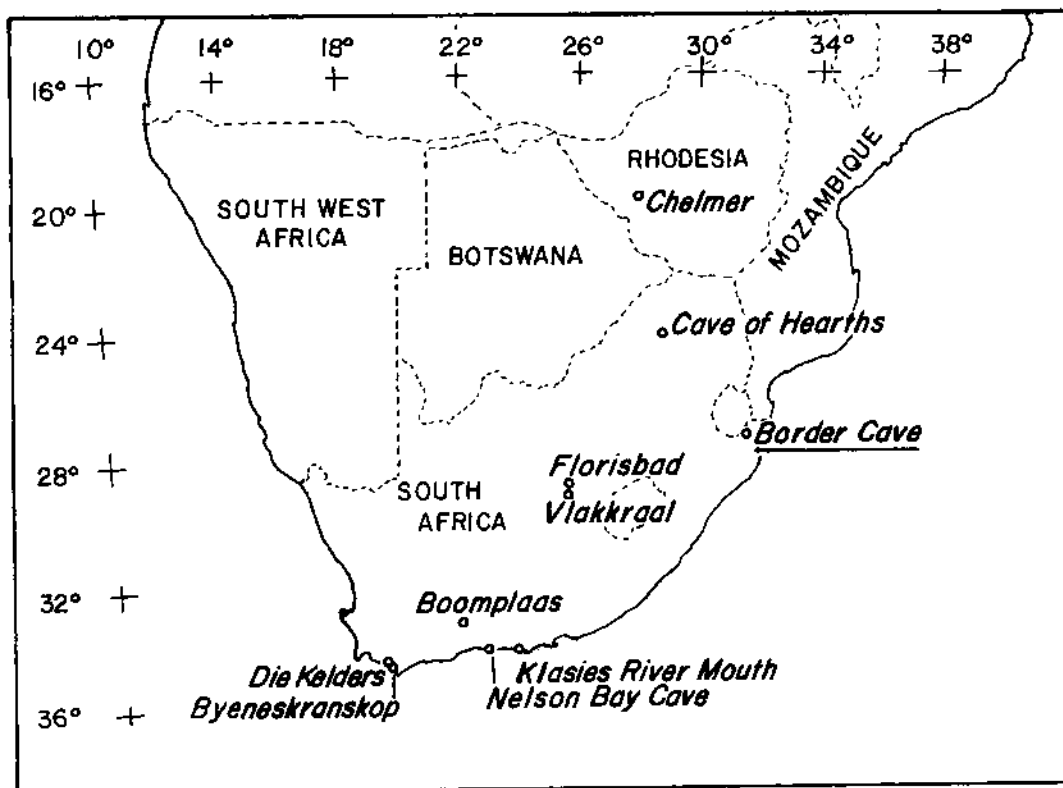 10° 14° 18° 22° 26° 30° 34° 38°
16°
RHODESIA
Chelmer
MOZAMBIQUE
20°
SOUTH WEST
AFRICA
BOTSWANA
Cave of Hearths
24°
Border Cave
28°
Florisbad
Vlakkraal
SOUTH
AFRICA
32°
Boomplaas
Die Kelders
Byeneskranskop
Klasies River Mouth
Nelson Bay Cave
36°